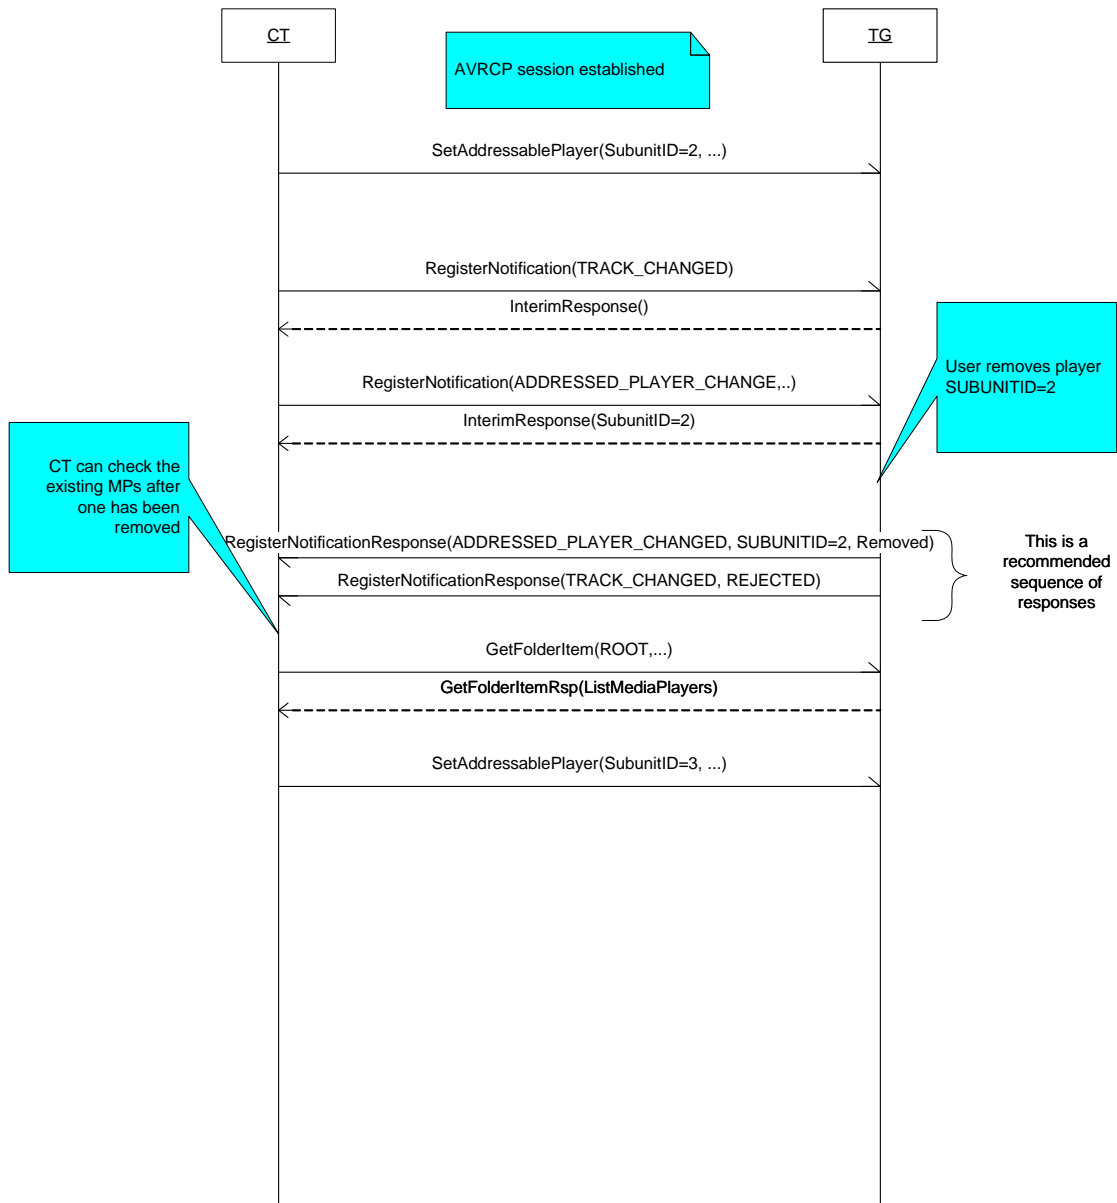 CT
TG
AVRCP session established
SetAddressablePlayer(SubunitID=2, ...)
RegisterNotification(TRACK_CHANGED)
InterimResponse()
RegisterNotification(ADDRESSED_PLAYER_CHANGE,..)
User removes player
SUBUNITID=2
InterimResponse(SubunitID=2)
CT can check the
existing MPs after
one has been
removed
RegisterNotificationResponse(ADDRESSED_PLAYER_CHANGED, SUBUNITID=2, Removed)
RegisterNotificationResponse(TRACK_CHANGED, REJECTED)
This is a
recommended
sequence of
responses
GetFolderItem(ROOT,...)
GetFolderItemRsp(ListMediaPlayers)
SetAddressablePlayer(SubunitID=3, ...)